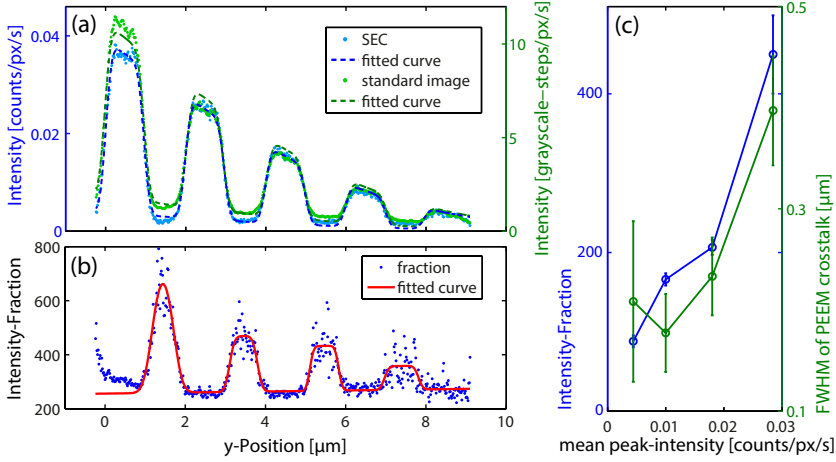 (a)
Intensity [counts/px/s]
0.04
0.02
0
SEC
fitted curve
standard image
fitted curve
10
5
0
Intensity [grayscale–steps/px/s]
(b)
Intensity-Fraction
800
600
400
200
fraction
fitted curve
0
2
4
6
8
10
y-Position [μm]
(c)
Intensity-Fraction
400
200
0
0
0.01
0.02
0.03
mean peak-intensity [counts/px/s]
0.5
0.3
0.1
FWHM of PEEM crosstalk [μm]